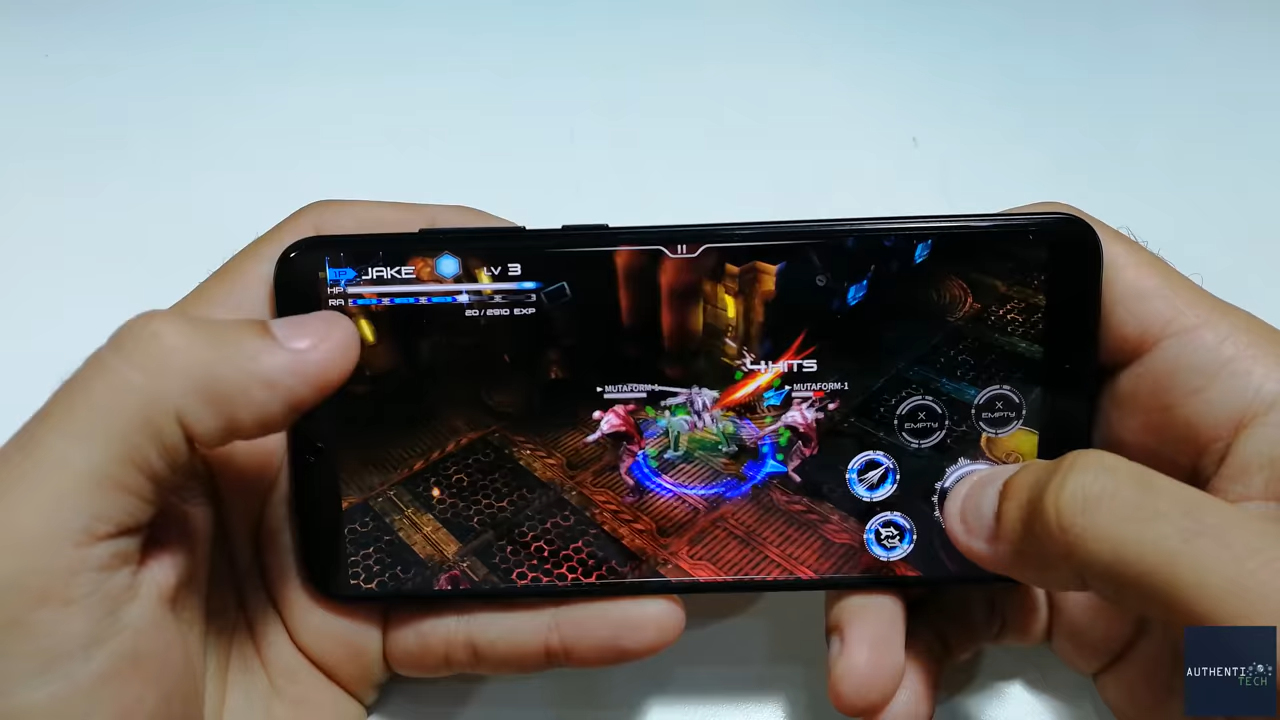 1P JAKE LV 3
HP
RA
20/2910 EXP
4HITS
MUTAFORM-1
MUTAFORM-1
X
EMPTY
X
EMPTY
AUTHENTI
TECH